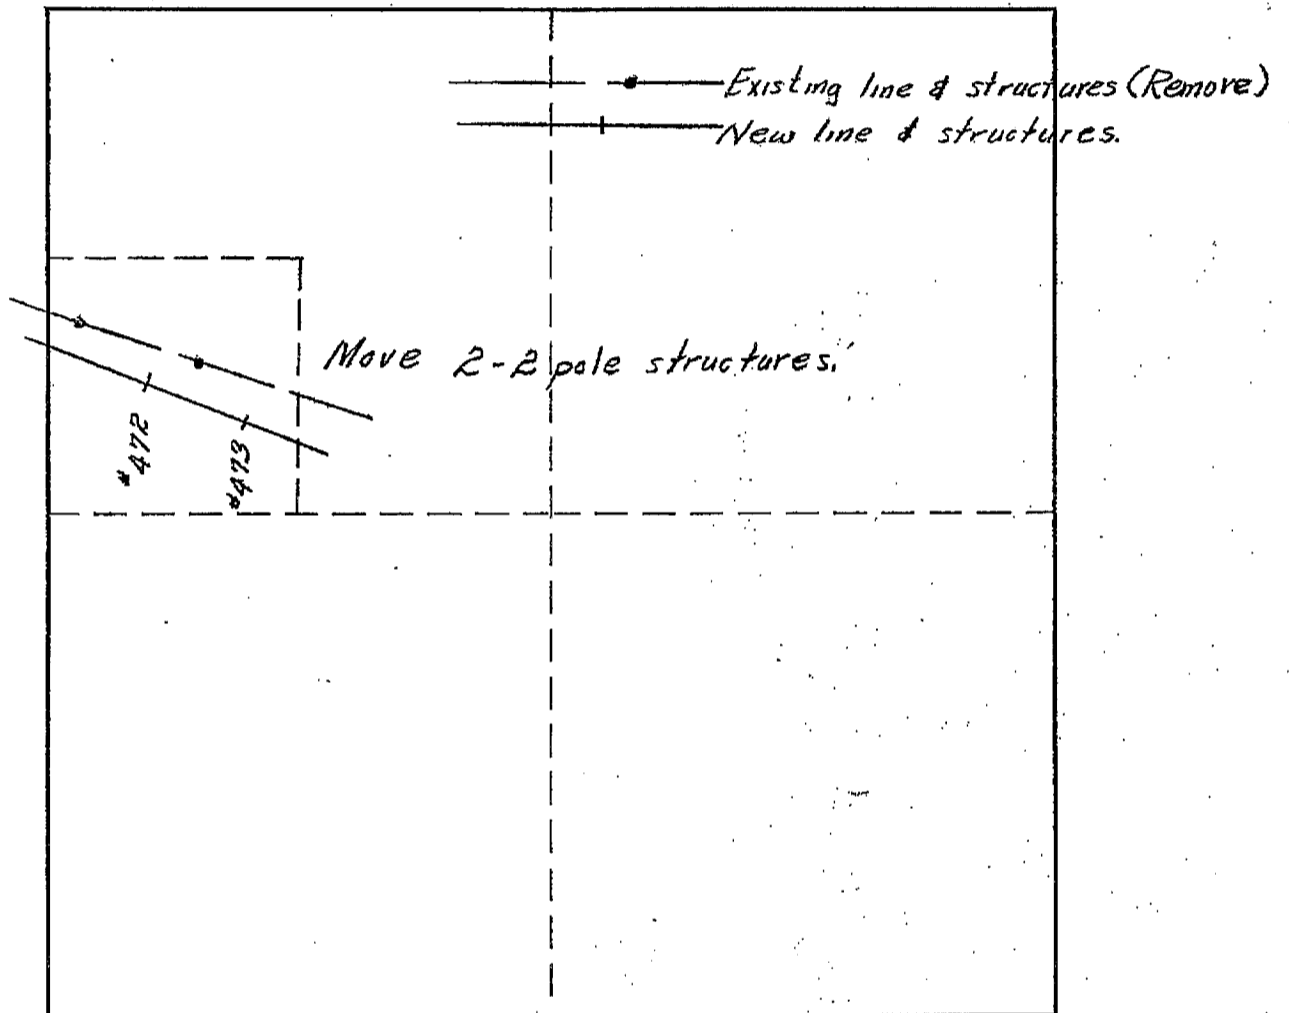 Existing line & structures (Remove)
New line & structures.
Move 2-2 pole structures.
#472
#473